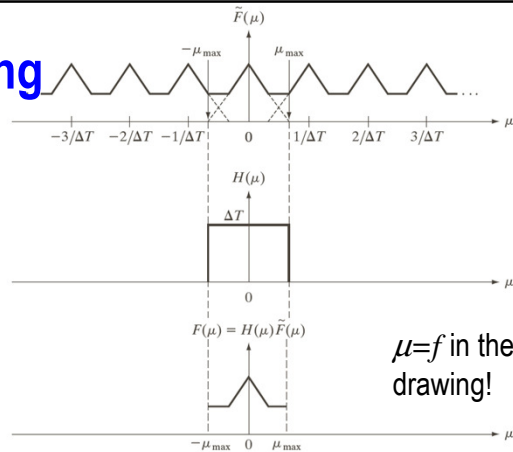 F̃(μ)
ng
−μmax
μmax
...
μ
−3/ΔT −2/ΔT −1/ΔT 0 1/ΔT 2/ΔT 3/ΔT
H(μ)
ΔT
μ
0
F(μ) = H(μ)F̃(μ)
μ=f in the
drawing!
μ
−μmax 0 μmax